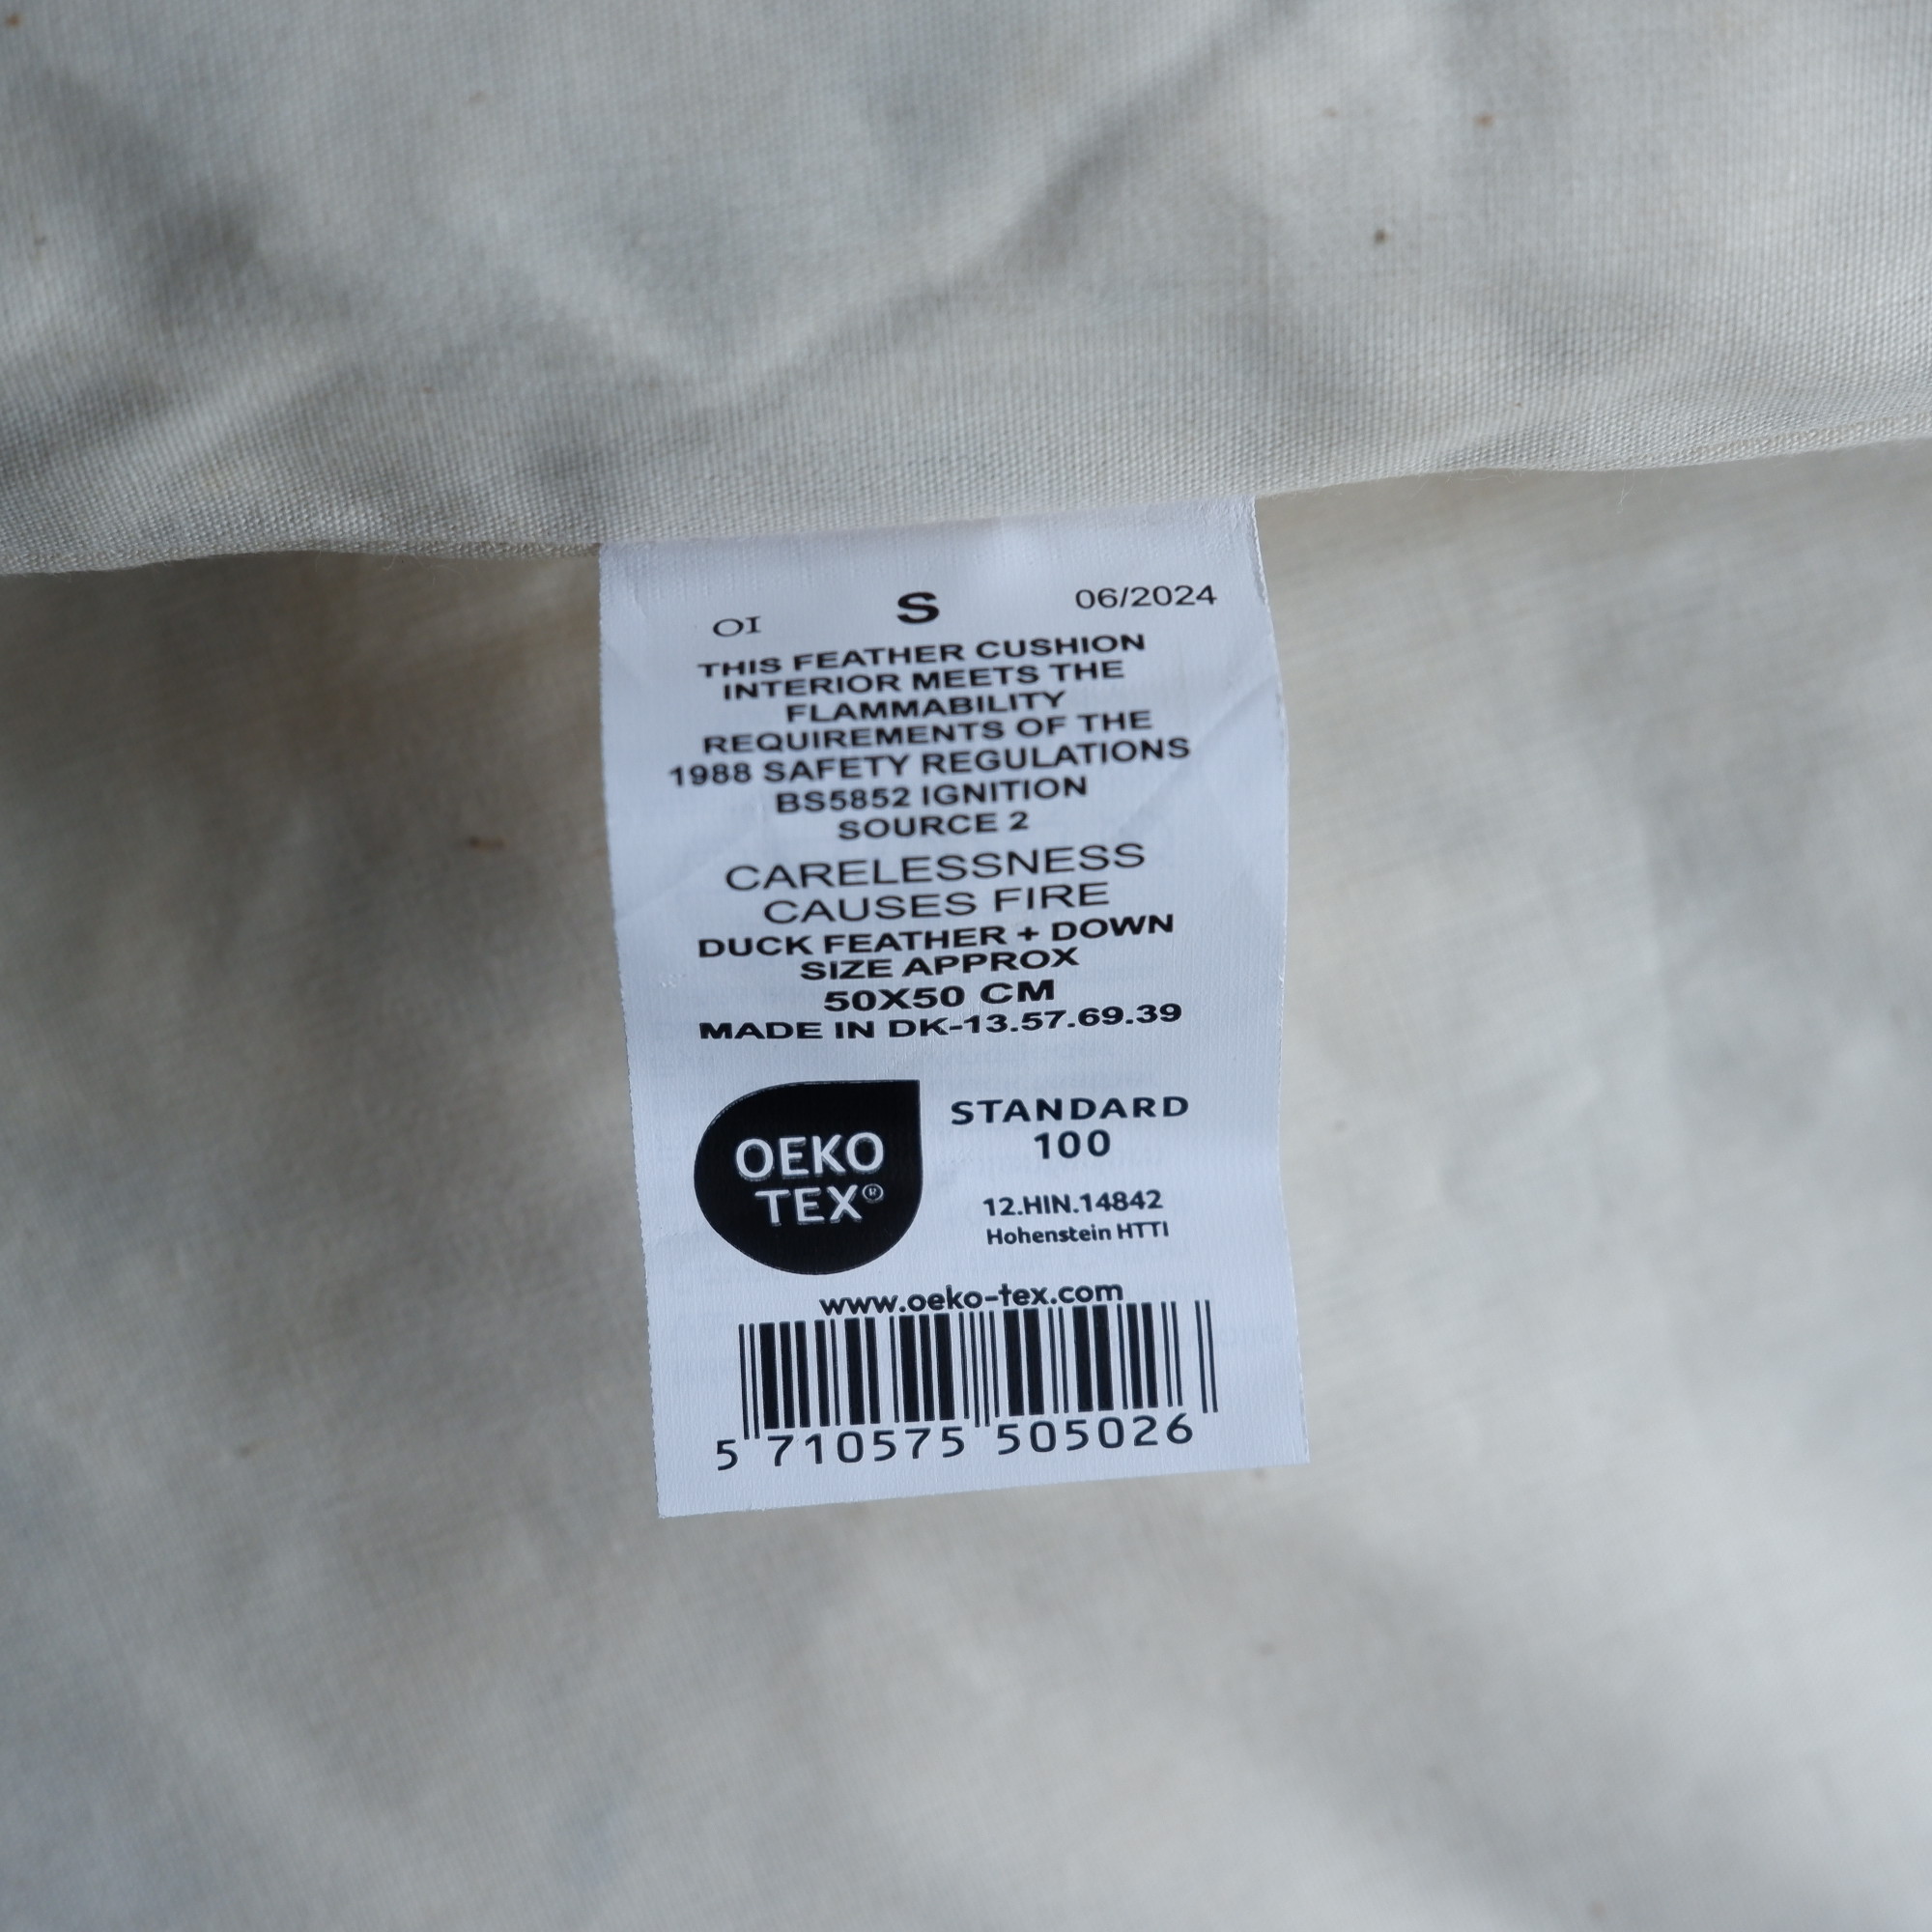 OI S 06/2024
THIS FEATHER CUSHION
INTERIOR MEETS THE
FLAMMABILITY
REQUIREMENTS OF THE
1988 SAFETY REGULATIONS
BS5852 IGNITION
SOURCE 2
CARELESSNESS
CAUSES FIRE
DUCK FEATHER + DOWN
SIZE APPROX
50X50 CM
MADE IN DK-13.57.69.39
OEKO
TEX®
STANDARD
100
12.HIN.14842
Hohenstein HTTI
www.oeko-tex.com
5 710575 505026